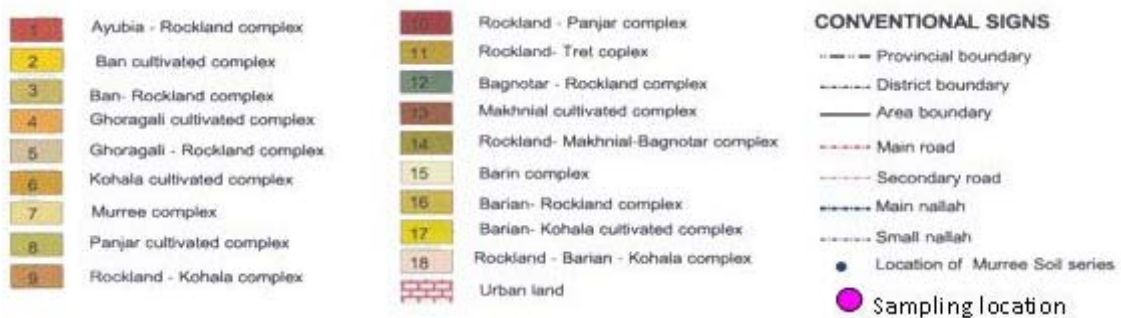 1 Ayubia - Rockland complex
2 Ban cultivated complex
3 Ban- Rockland complex
4 Ghoragali cultivated complex
5 Ghoragali - Rockland complex
6 Kohala cultivated complex
7 Murree complex
8 Panjar cultivated complex
9 Rockland - Kohala complex
10 Rockland - Panjar complex
11 Rockland- Tret coplex
12 Bagnotar - Rockland complex
13 Makhnial cultivated complex
14 Rockland- Makhnial-Bagnotar complex
15 Barin complex
16 Barian- Rockland complex
17 Barian- Kohala cultivated complex
18 Rockland - Barian - Kohala complex
Urban land
CONVENTIONAL SIGNS
Provincial boundary
District boundary
Area boundary
Main road
Secondary road
Main nallah
Small nallah
Location of Murree Soil series
Sampling location